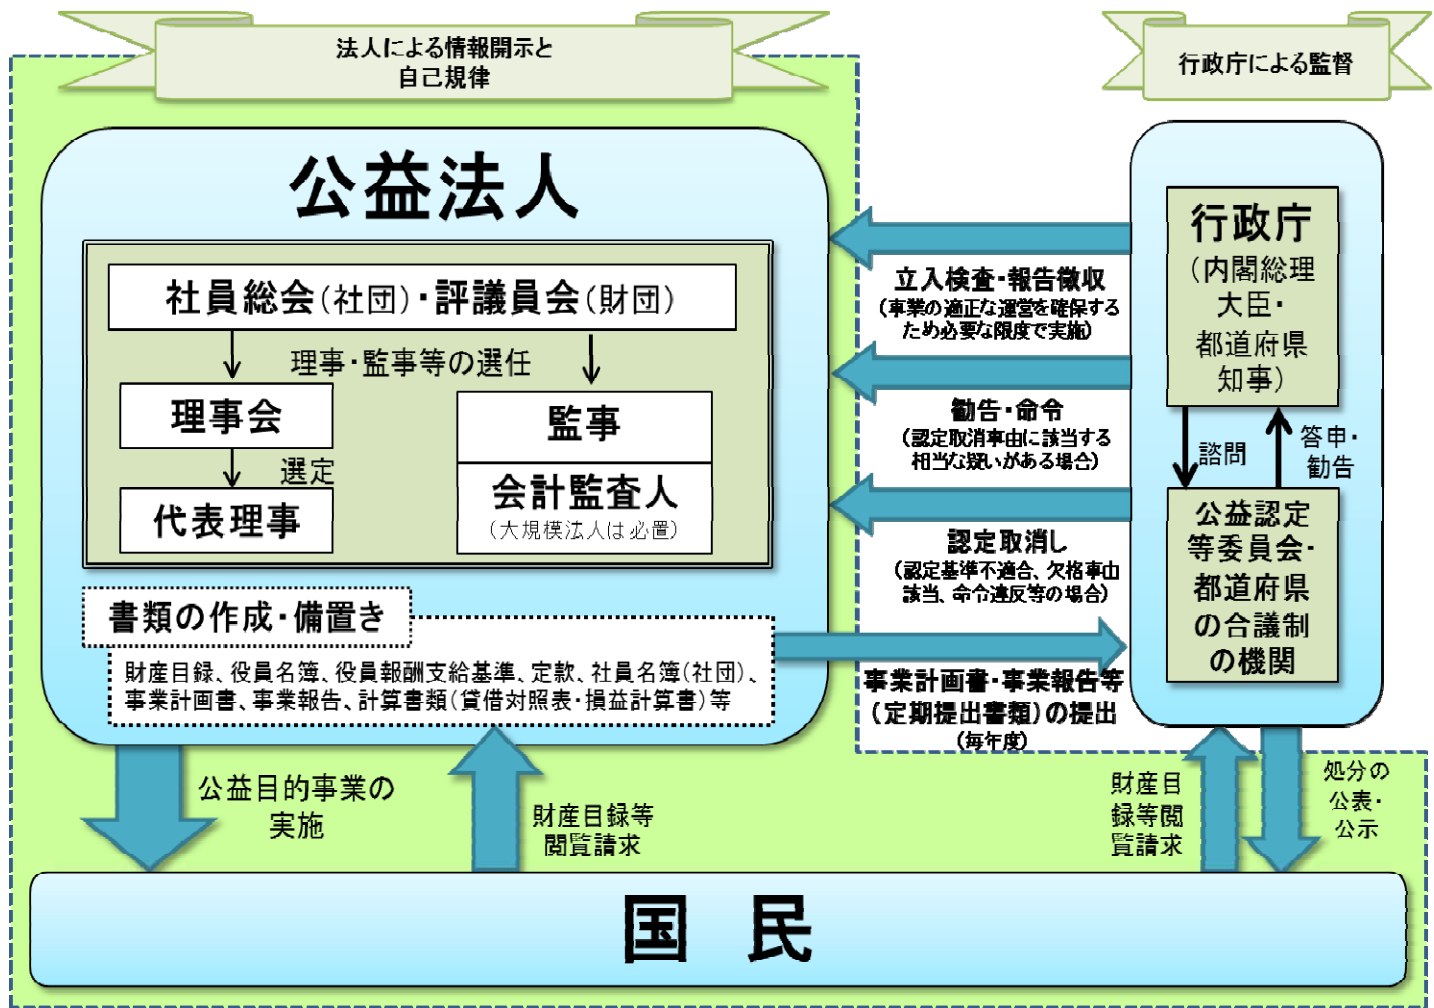 法人による情報開示と
自己規律
行政庁による監督
公益法人
社員総会(社団)・評議員会(財団)
理事・監事等の選任
理事会
選定
代表理事
監事
会計監査人
(大規模法人は必置)
書類の作成・備置き
財産目録、役員名簿、役員報酬支給基準、定款、社員名簿(社団)、
事業計画書、事業報告、計算書類(貸借対照表・損益計算書)等
立入検査・報告徴収
(事業の適正な運営を確保する
ため必要な限度で実施)
勧告・命令
(認定取消事由に該当する
相当な疑いがある場合)
認定取消し
(認定基準不適合、欠格事由
該当、命令違反等の場合)
事業計画書・事業報告等
(定期提出書類)の提出
(毎年度)
行政庁
(内閣総理
大臣・
都道府県
知事)
諮問
答申・
勧告
公益認定
等委員会・
都道府県
の合議制
の機関
公益目的事業の
実施
財産目録等
閲覧請求
財産目
録等閲
覧請求
処分の
公表・
公示
国 民